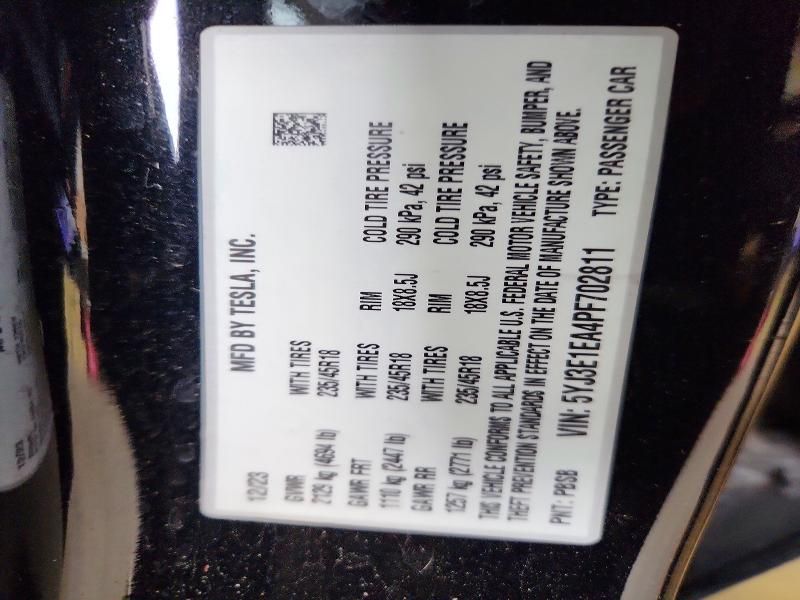 MFD BY TESLA, INC.
12/23
GVWR WITH TIRES
2129 kg (4694 lb) 235/45R18
GAWR FRT WITH TIRES RIM COLD TIRE PRESSURE
1110 kg (2447 lb) 235/45R18 18X8.5J 290 kPa, 42 psi
GAWR RR WITH TIRES RIM COLD TIRE PRESSURE
1257 kg (2771 lb) 235/45R18 18X8.5J 290 kPa, 42 psi
THIS VEHICLE CONFORMS TO ALL APPLICABLE U.S. FEDERAL MOTOR VEHICLE SAFETY, BUMPER, AND
THEFT PREVENTION STANDARDS IN EFFECT ON THE DATE OF MANUFACTURE SHOWN ABOVE.
PNT: PBSB VIN: 5YJ3E1EA4PF702811 TYPE: PASSENGER CAR